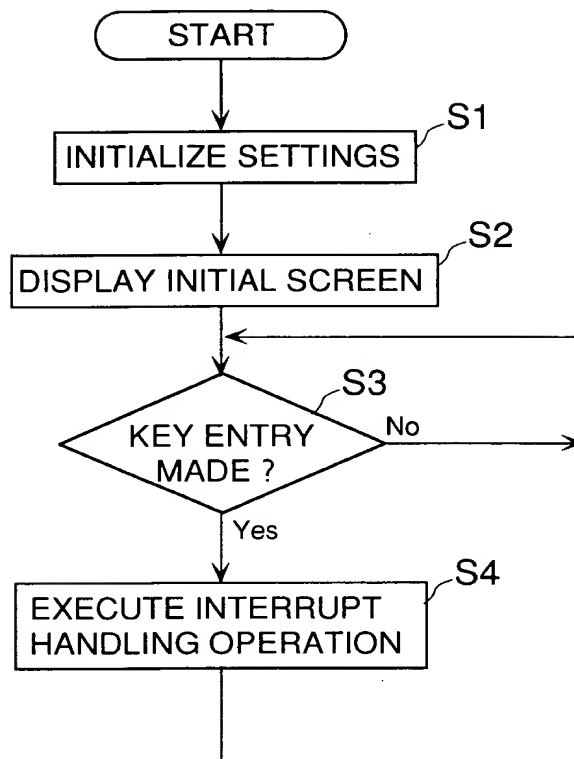 START
S1
INITIALIZE SETTINGS
S2
DISPLAY INITIAL SCREEN
S3
KEY ENTRY
MADE ?
No
Yes
S4
EXECUTE INTERRUPT
HANDLING OPERATION